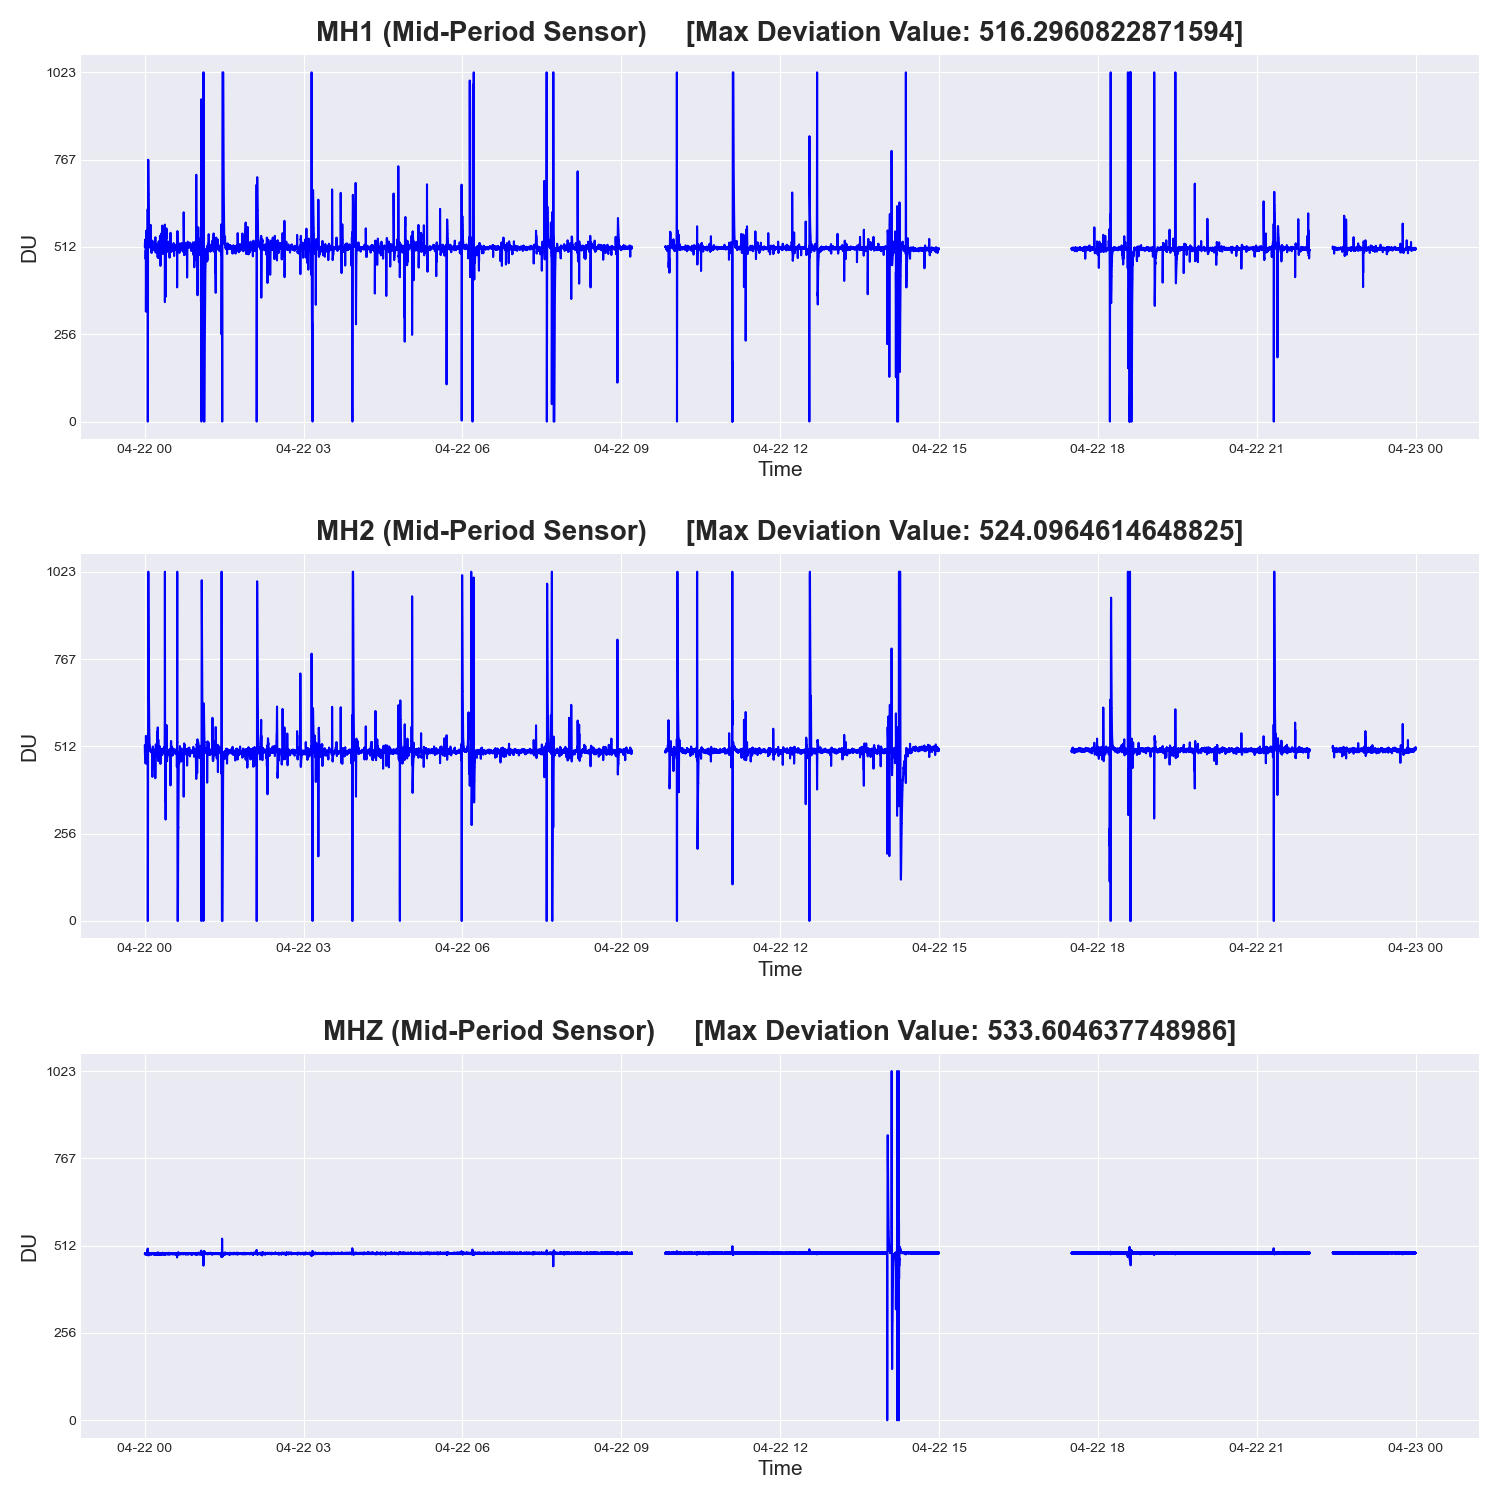 MH1 (Mid-Period Sensor) [Max Deviation Value: 516.2960822871594]
1023
767
512
256
0
DU
04-22 00 04-22 03 04-22 06 04-22 09 04-22 12 04-22 15 04-22 18 04-22 21 04-23 00
Time
MH2 (Mid-Period Sensor) [Max Deviation Value: 524.0964614648825]
1023
767
512
256
0
DU
04-22 00 04-22 03 04-22 06 04-22 09 04-22 12 04-22 15 04-22 18 04-22 21 04-23 00
Time
MHZ (Mid-Period Sensor) [Max Deviation Value: 533.604637748986]
1023
767
512
256
0
DU
04-22 00 04-22 03 04-22 06 04-22 09 04-22 12 04-22 15 04-22 18 04-22 21 04-23 00
Time